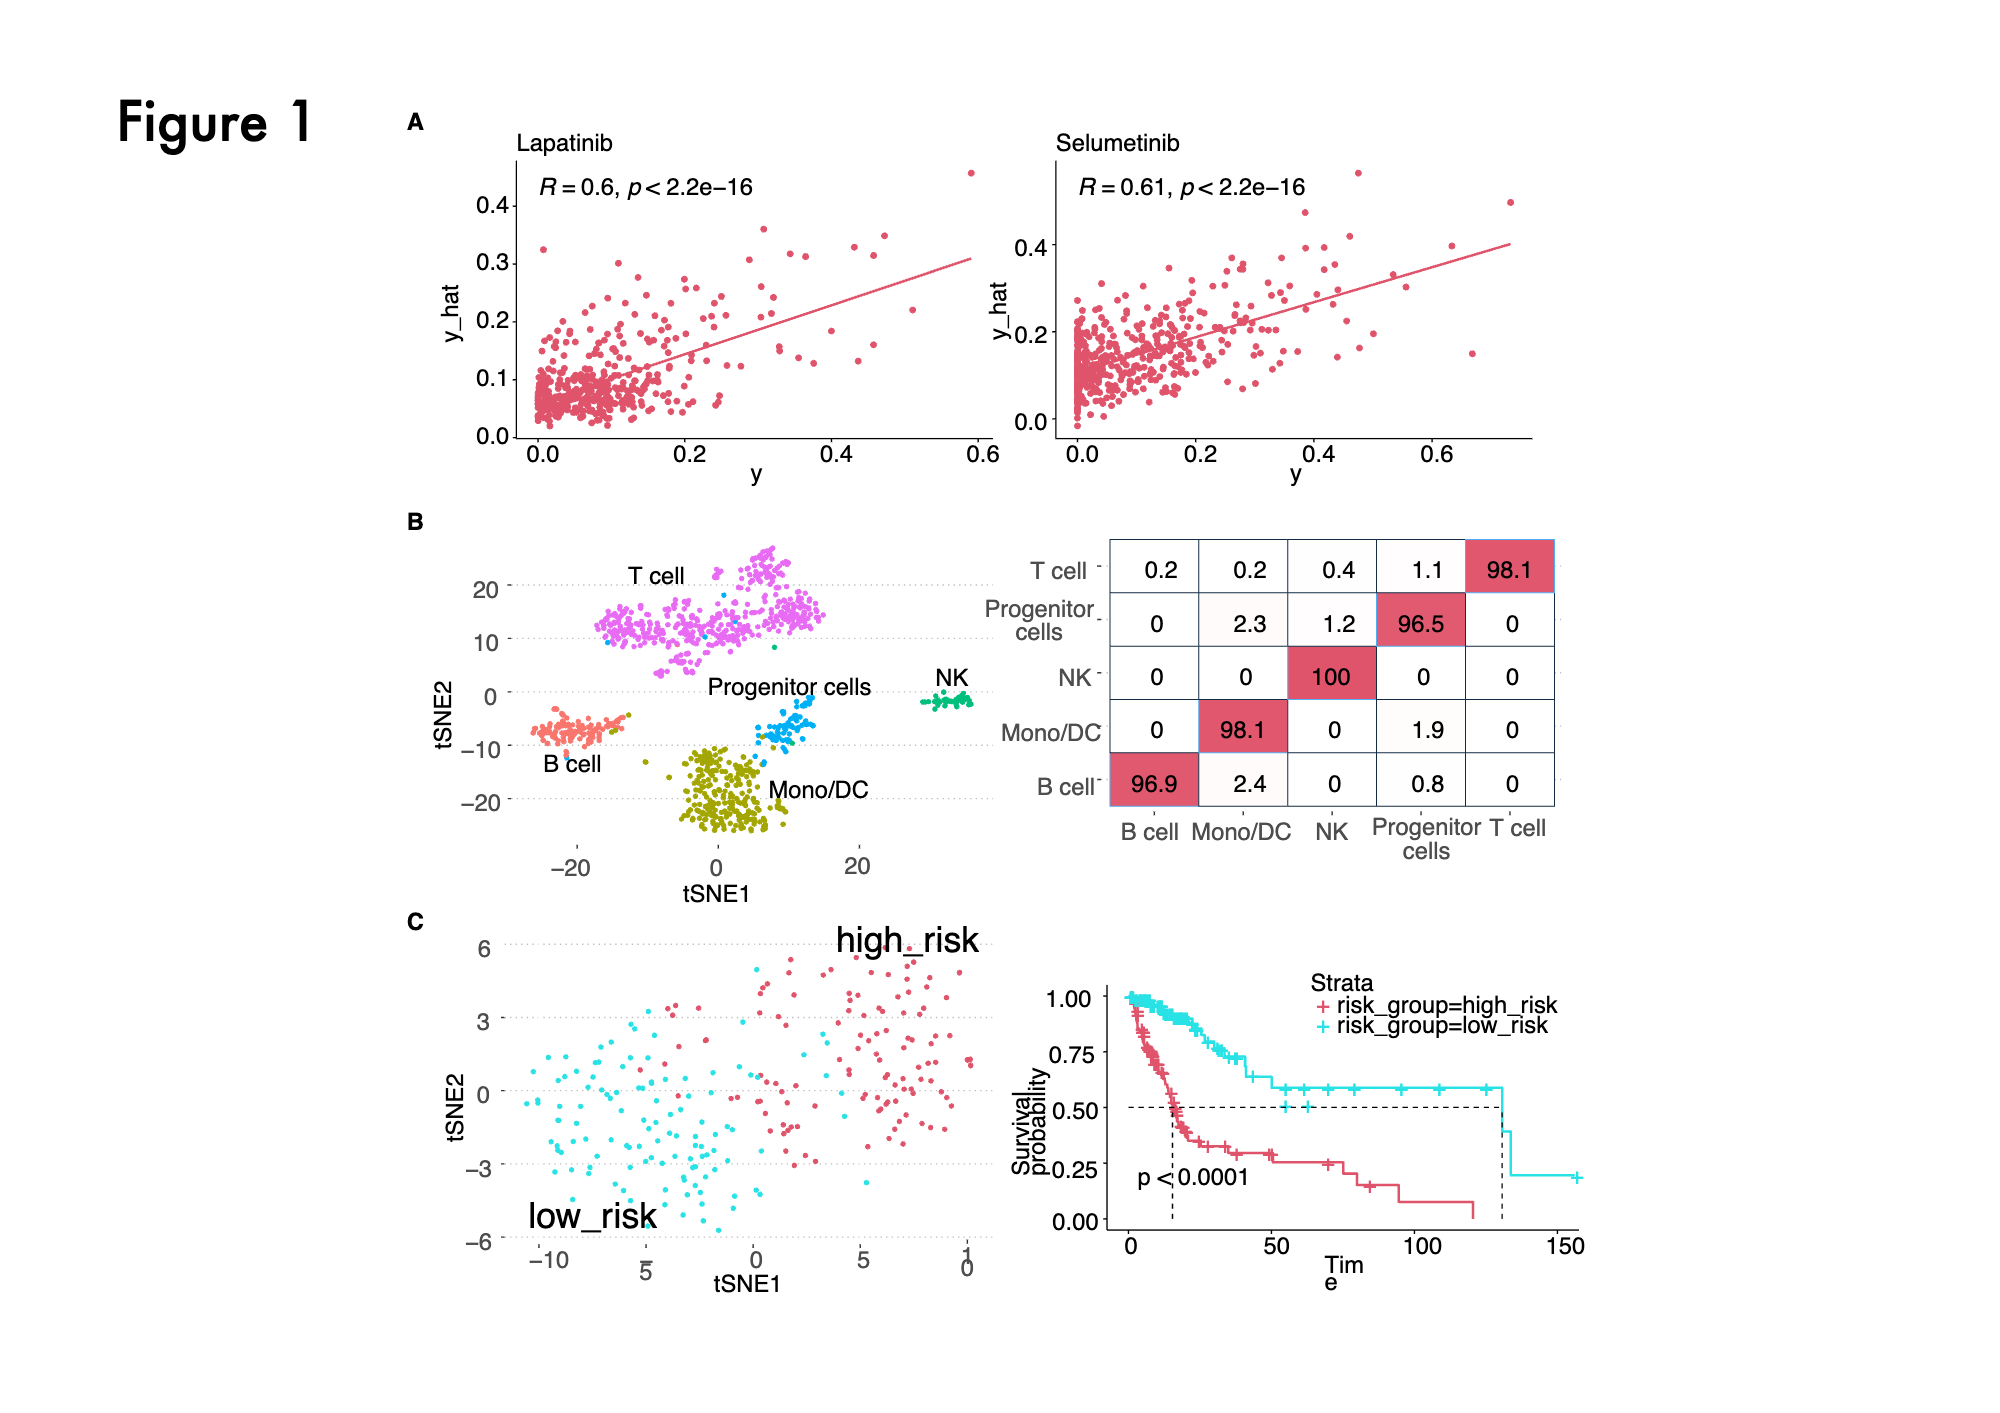 Figure 1
A
Lapatinib
R = 0.6, p < 2.2e−16
0.4
0.3
0.2
0.1
0.0
y_hat
0.0 0.2 0.4 0.6
y
Selumetinib
R = 0.61, p < 2.2e−16
0.4
0.2
0.0
y_hat
0.0 0.2 0.4 0.6
y
B
T cell
Progenitor cells
NK
B cell
Mono/DC
20
10
0
−10
−20
tSNE2
−20 0 20
tSNE1
T cell 0.2 0.2 0.4 1.1 98.1
Progenitor
cells
0 2.3 1.2 96.5 0
NK 0 0 100 0 0
Mono/DC 0 98.1 0 1.9 0
B cell 96.9 2.4 0 0.8 0
B cell Mono/DC NK Progenitor T cell
cells
C
high_risk
low_risk
6
3
0
−3
−6
tSNE2
−10 −
5 0 5 1
0
tSNE1
Strata
risk_group=high_risk
risk_group=low_risk
1.00
0.75
0.50
0.25
0.00
Survival
probability
p < 0.0001
0 50 100 150
Tim
e